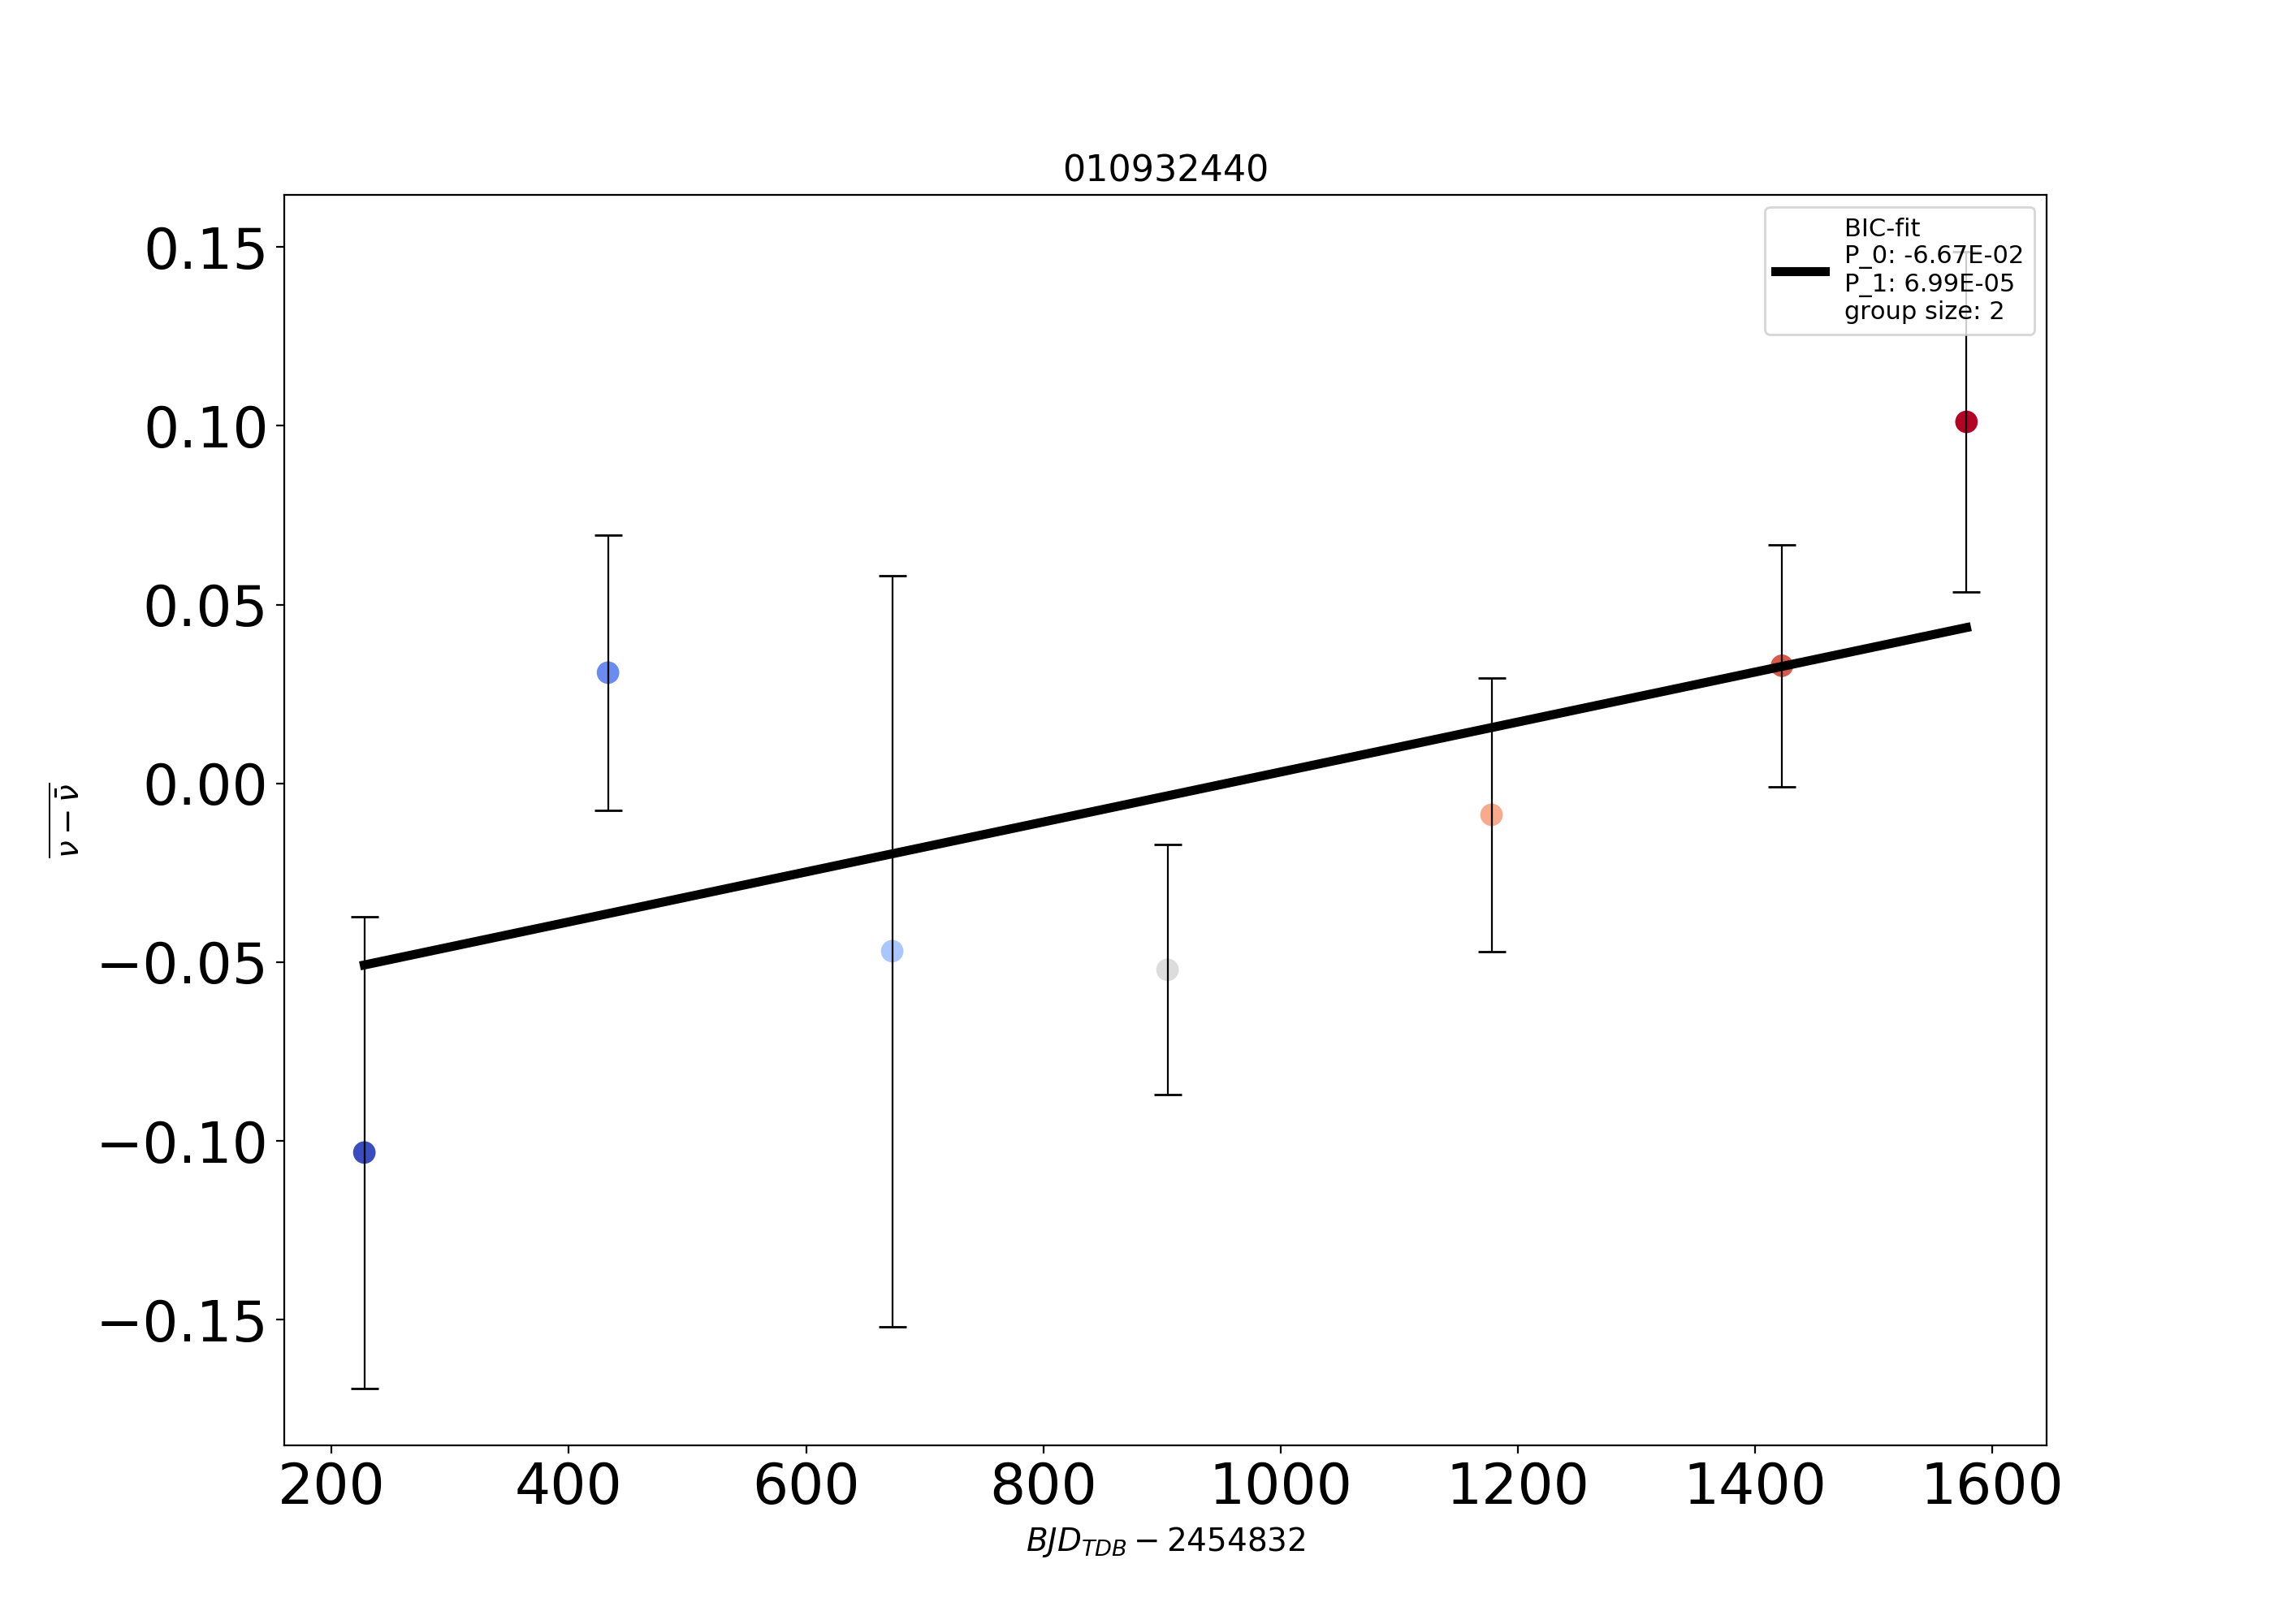 010932440
BIC-fit
P_0: -6.67E-02
P_1: 6.99E-05
group size: 2
0.15
0.10
0.05
0.00
−0.05
−0.10
−0.15
ν − ν̄
200 400 600 800 1000 1200 1400 1600
BJD_TDB − 2454832